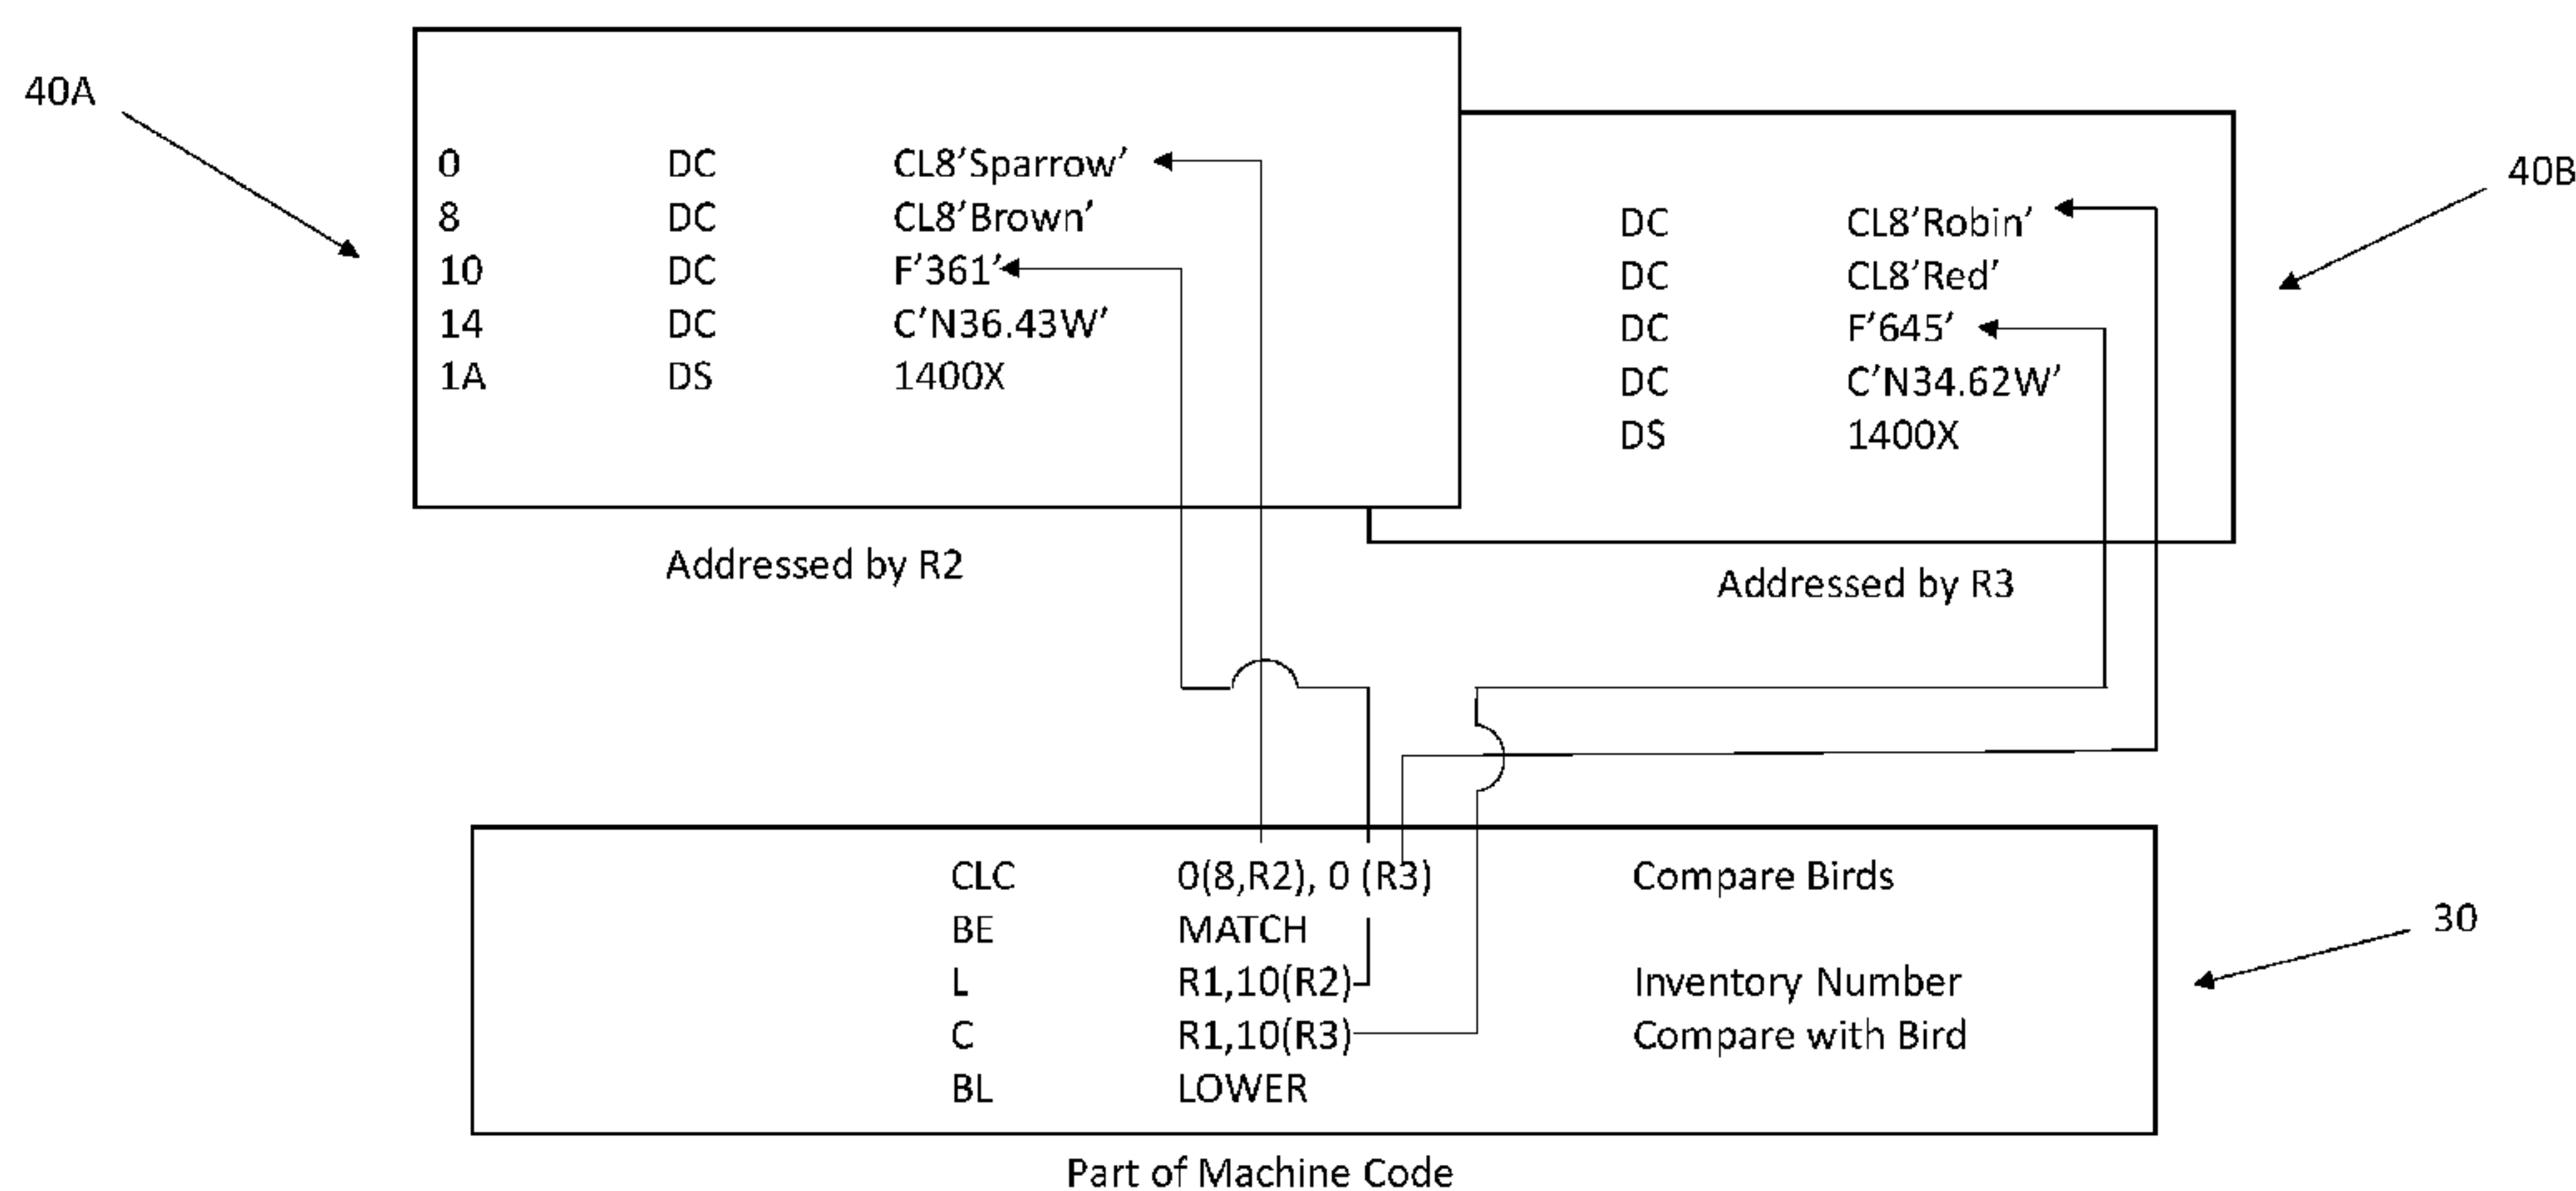 40A
0 DC CL8'Sparrow'
8 DC CL8'Brown'
10 DC F'361'
14 DC C'N36.43W'
1A DS 1400X
Addressed by R2
40B
DC CL8'Robin'
DC CL8'Red'
DC F'645'
DC C'N34.62W'
DS 1400X
Addressed by R3
CLC 0(8,R2), 0 (R3) Compare Birds
BE MATCH
L R1,10(R2) Inventory Number
C R1,10(R3) Compare with Bird
BL LOWER
30
Part of Machine Code